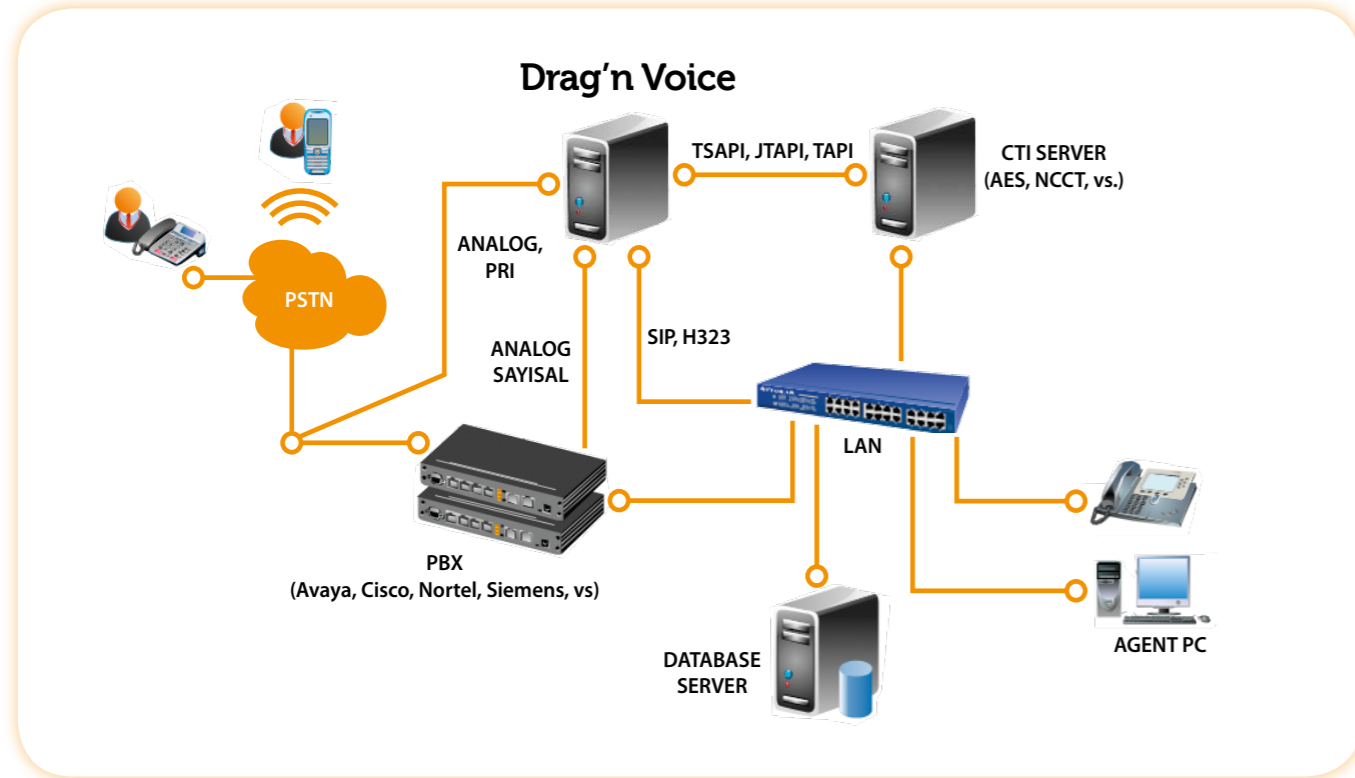 Drag'n Voice
TSAPI, JTAPI, TAPI
CTI SERVER
(AES, NCCT, vs.)
ANALOG,
PRI
PSTN
ANALOG
SAYISAL
SIP, H323
LAN
PBX
(Avaya, Cisco, Nortel, Siemens, vs)
DATABASE
SERVER
AGENT PC